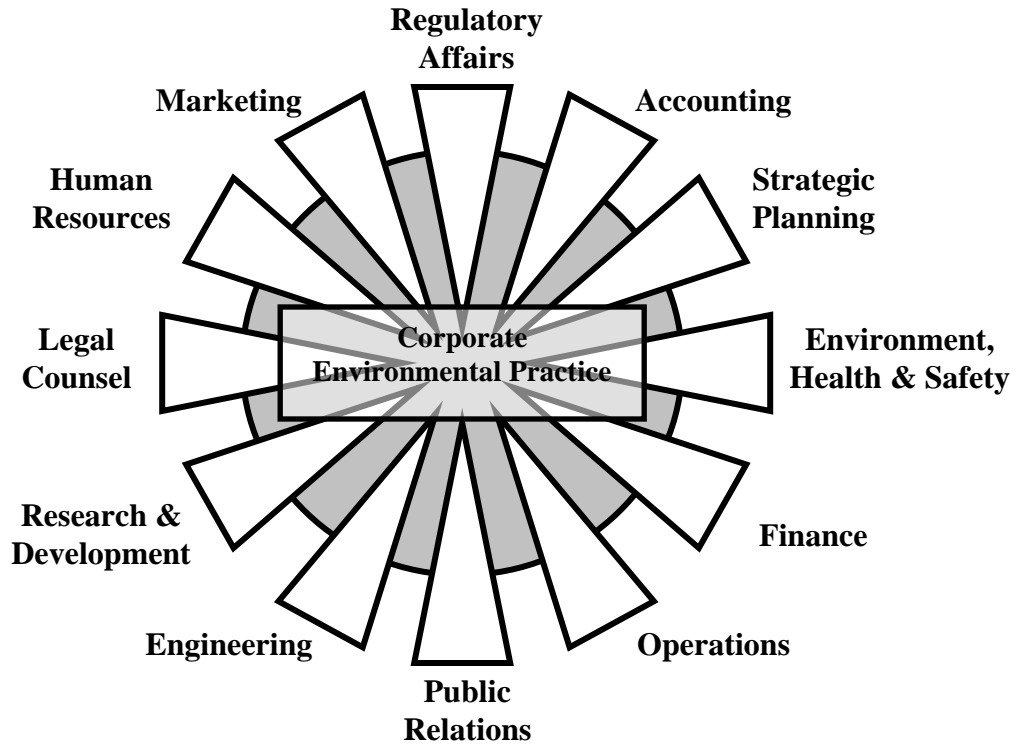 Regulatory
Affairs
Marketing
Accounting
Human
Resources
Strategic
Planning
Legal
Counsel
Corporate
Environmental Practice
Environment,
Health & Safety
Research &
Development
Finance
Engineering
Operations
Public
Relations